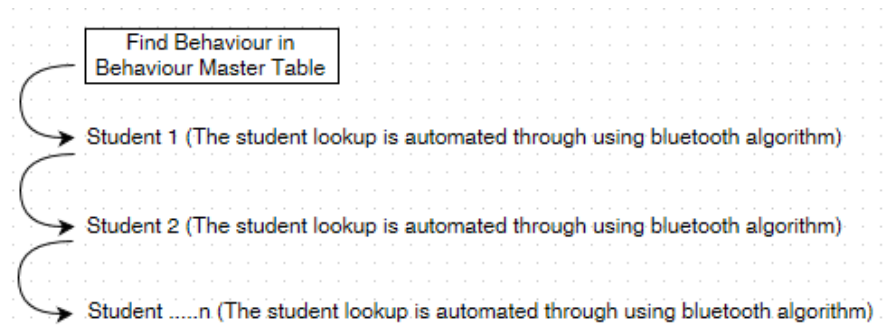 Find Behaviour in
Behaviour Master Table
Student 1 (The student lookup is automated through using bluetooth algorithm)
Student 2 (The student lookup is automated through using bluetooth algorithm)
Student .....n (The student lookup is automated through using bluetooth algorithm)